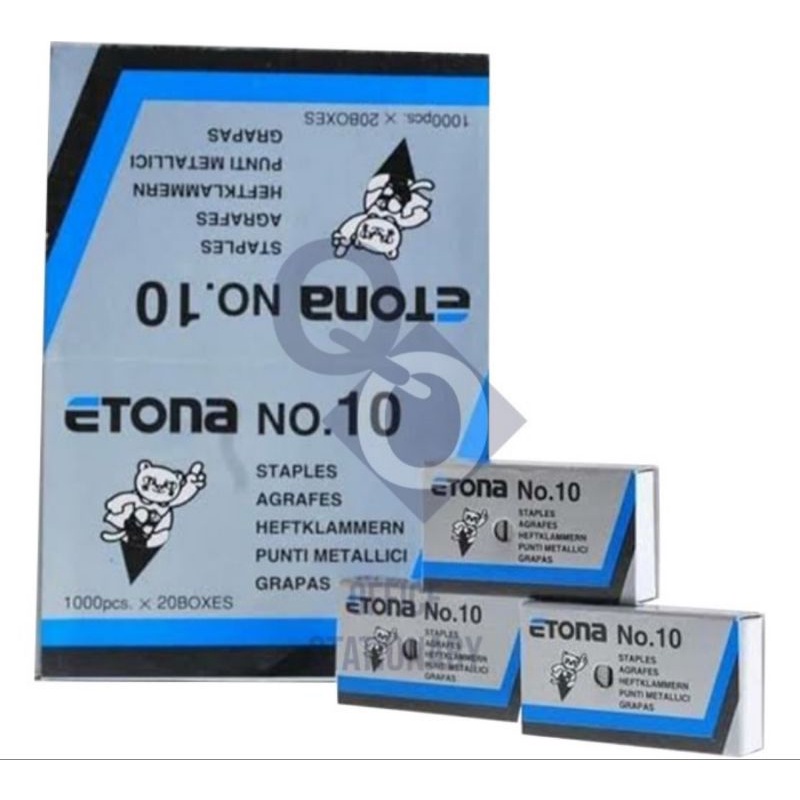 1000pcs. × 20BOXES
GRAPAS
PUNTI METALLICI
HEFTKLAMMERN
AGRAFES
STAPLES
ETONA NO.10
ETONA NO.10
STAPLES
AGRAFES
HEFTKLAMMERN
PUNTI METALLICI
GRAPAS
1000pcs. × 20BOXES
ETONA No.10
STAPLES
AGRAFES
HEFTKLAMMERN
PUNTI METALLICI
GRAPAS
ETONA No.10
STAPLES
AGRAFES
HEFTKLAMMERN
PUNTI METALLICI
GRAPAS
ETONA No.10
STAPLES
AGRAFES
HEFTKLAMMERN
PUNTI METALLICI
GRAPAS
OFFICE
STATIONERY